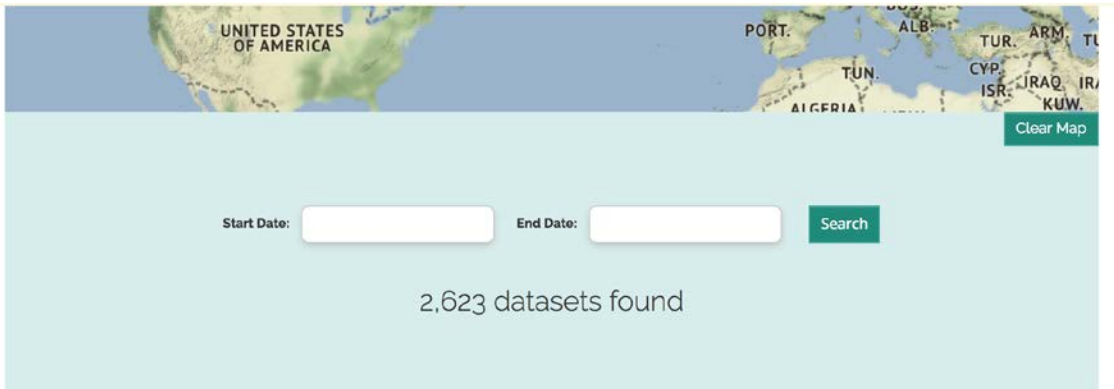 UNITED STATES
OF AMERICA
PORT.
ALB.
TUR.
ARM.
TUN.
CYP.
ISR.
IRAQ
ALGERIA
KUW.
Clear Map
Start Date:
End Date:
Search
2,623 datasets found